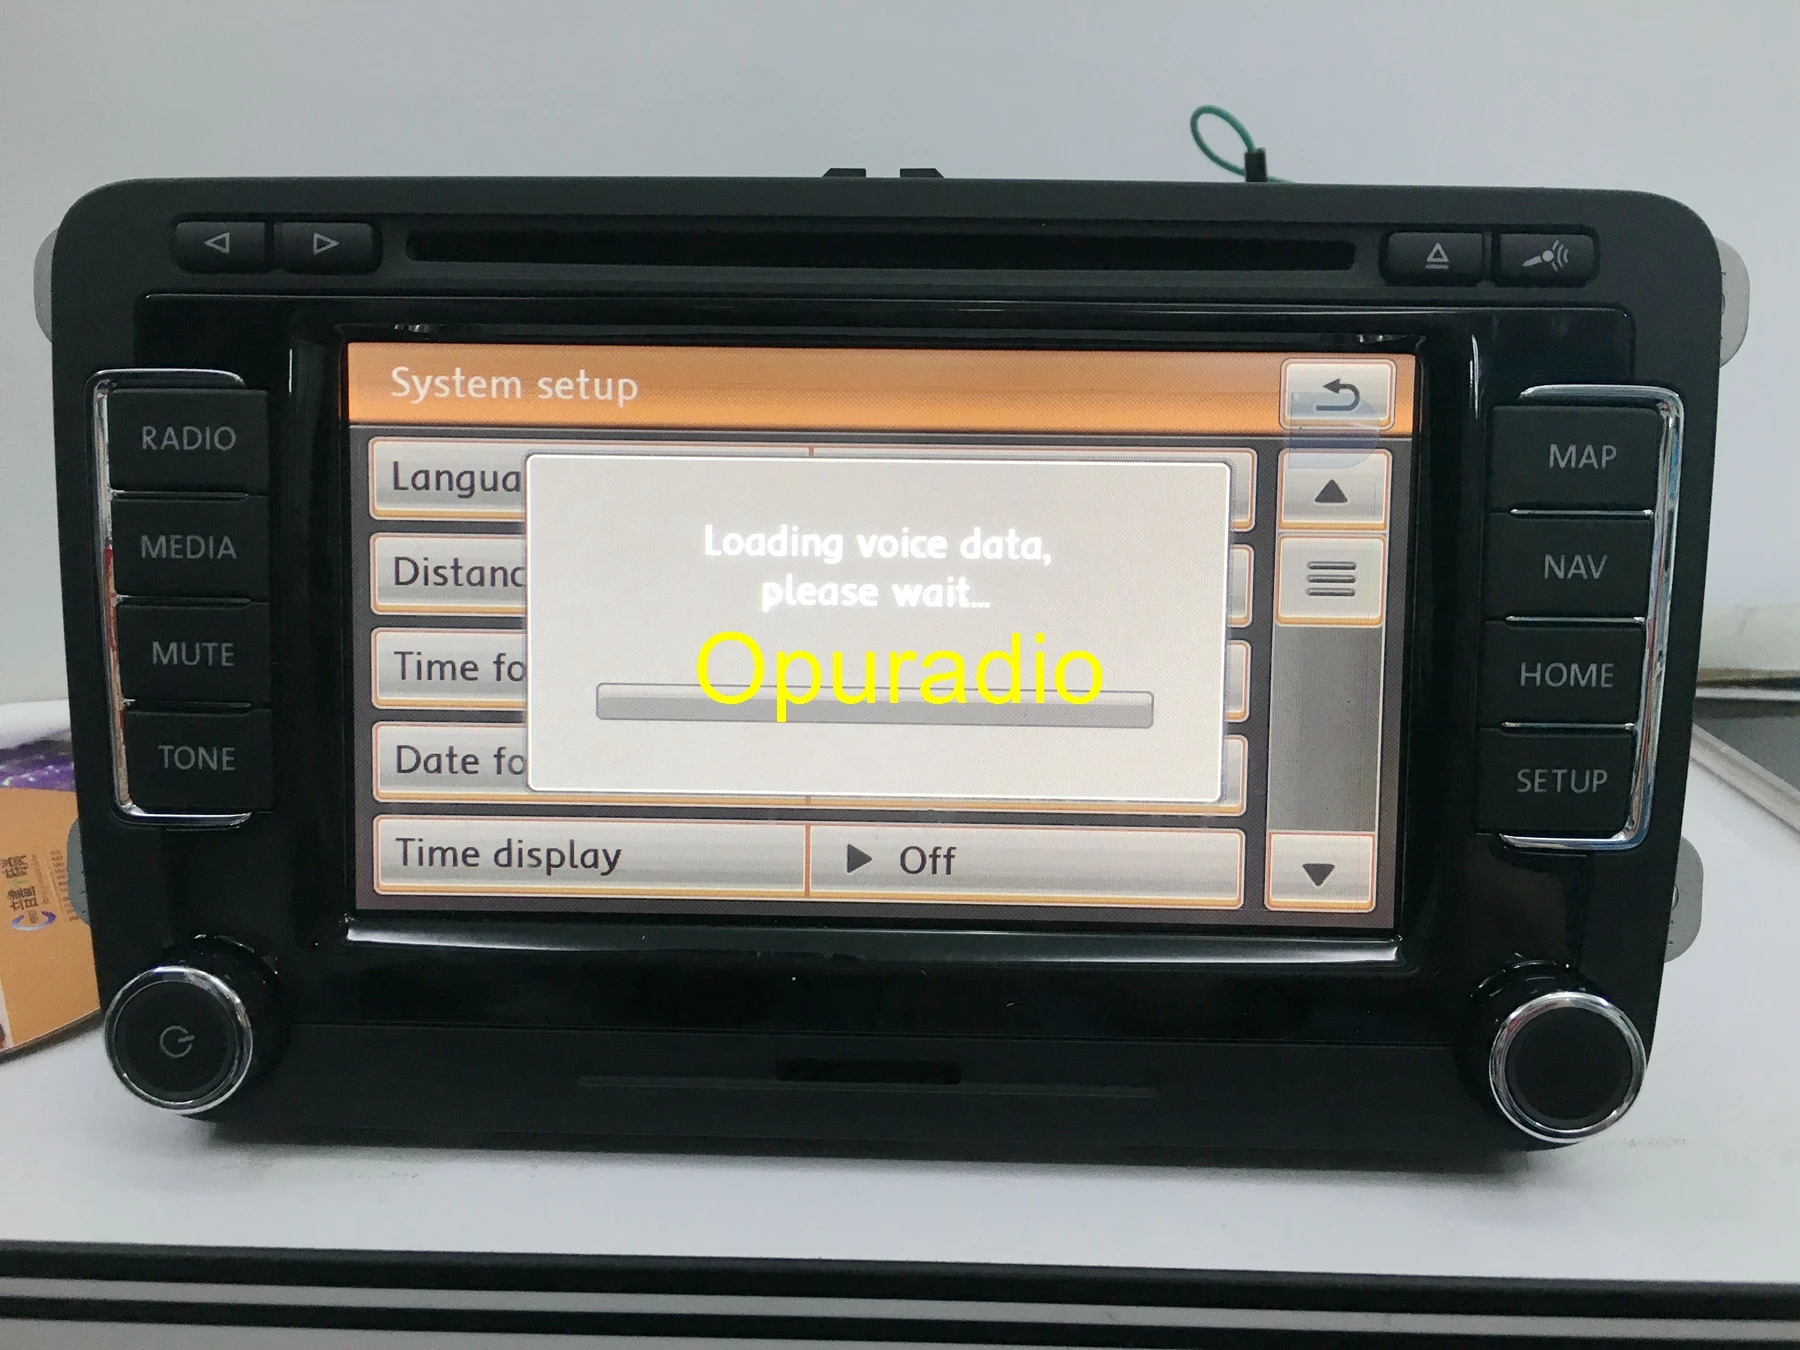 RADIO
MEDIA
MUTE
TONE
System setup
Langua
Distanc
Time fo
Date fo
Time display
Off
Loading voice data,
please wait...
Opuradio
MAP
NAV
HOME
SETUP